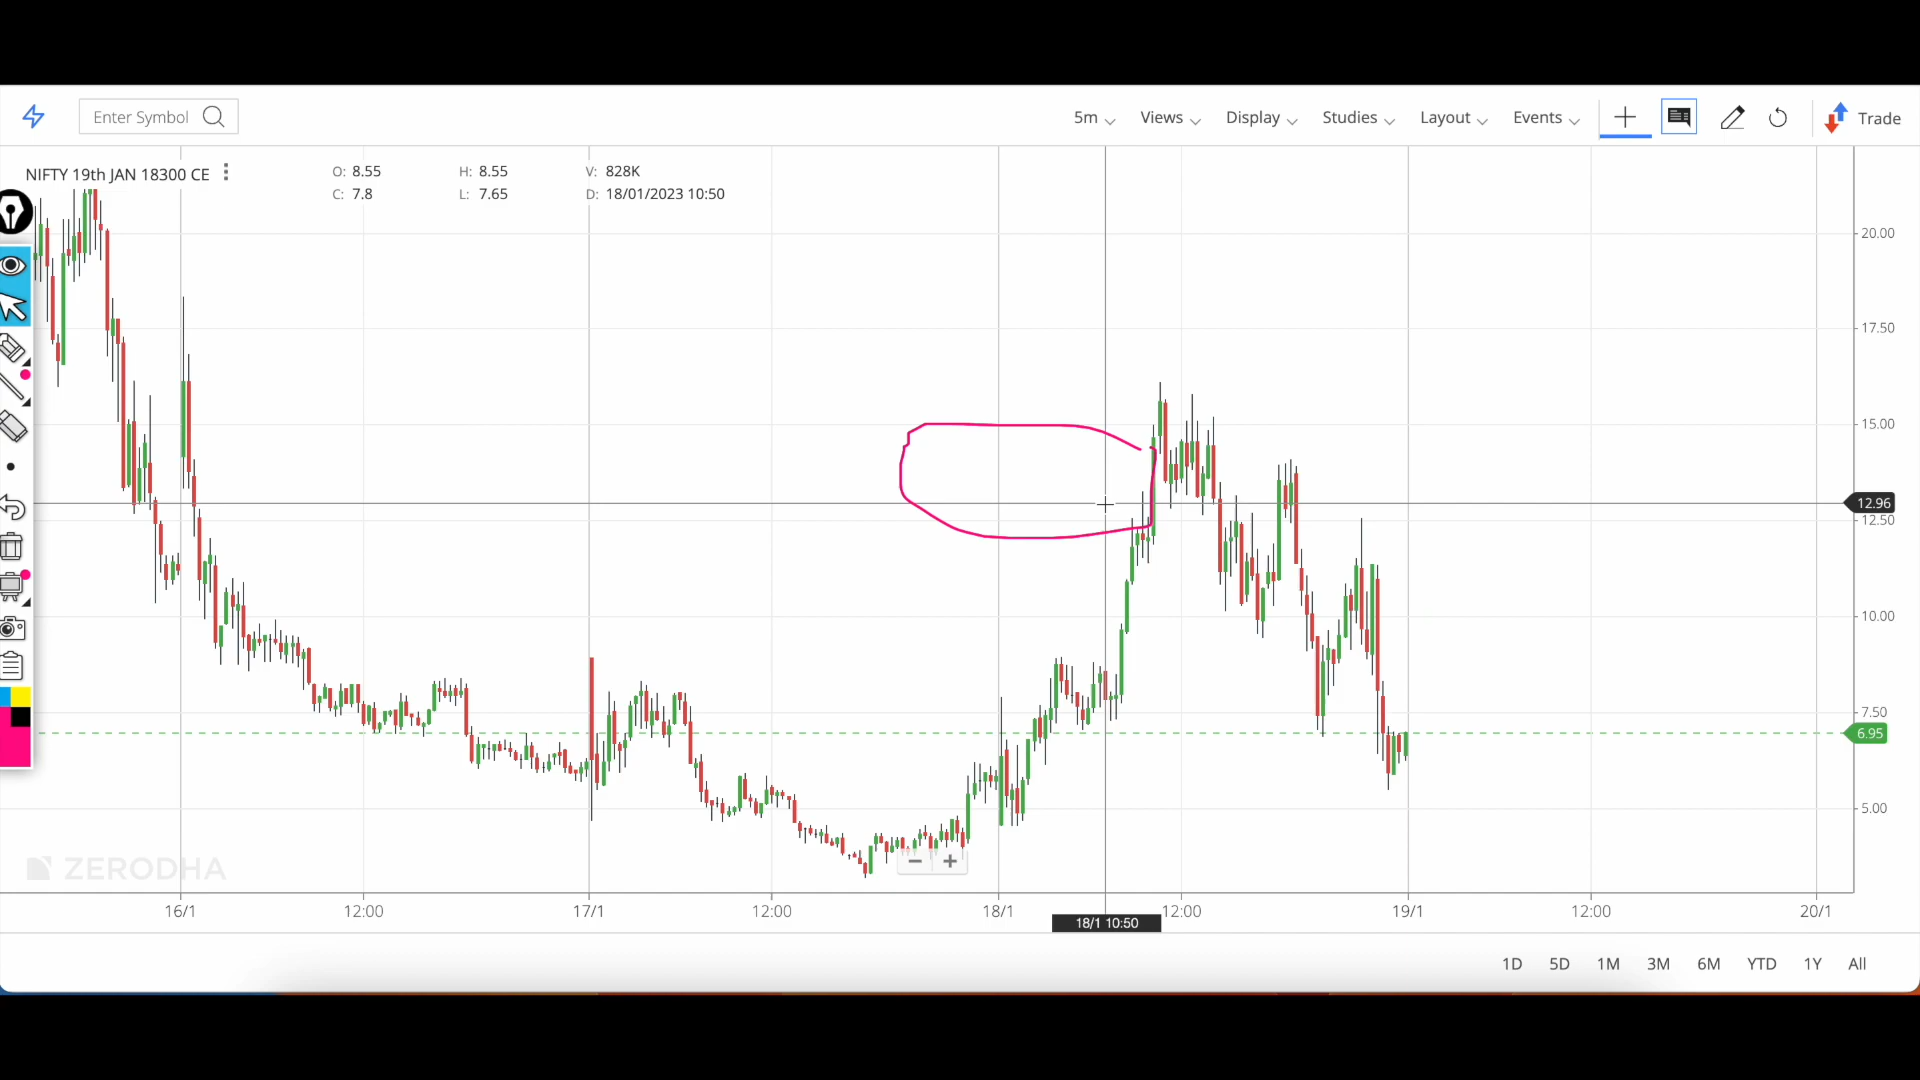 Enter Symbol
5m Views Display Studies Layout Events Trade
NIFTY 19th JAN 18300 CE
O: 8.55 H: 8.55 V: 828K
C: 7.8 L: 7.65 D: 18/01/2023 10:50
20.00
17.50
15.00
12.96
12.50
10.00
7.50
6.95
5.00
ZERODHA
16/1 12:00 17/1 12:00 18/1 12:00 19/1 12:00 20/1
18/1 10:50
1D 5D 1M 3M 6M YTD 1Y All